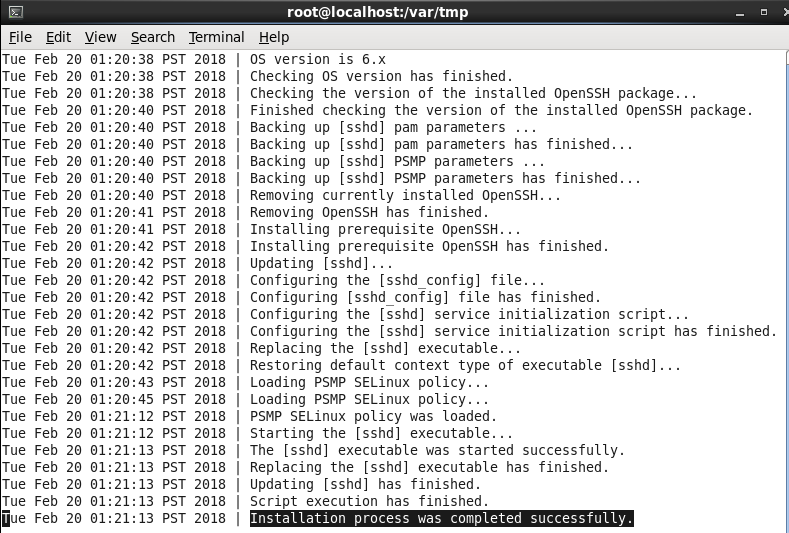 root@localhost:/var/tmp
File Edit View Search Terminal Help
Tue Feb 20 01:20:38 PST 2018 | OS version is 6.x
Tue Feb 20 01:20:38 PST 2018 | Checking OS version has finished.
Tue Feb 20 01:20:38 PST 2018 | Checking the version of the installed OpenSSH package...
Tue Feb 20 01:20:40 PST 2018 | Finished checking the version of the installed OpenSSH package.
Tue Feb 20 01:20:40 PST 2018 | Backing up [sshd] pam parameters ...
Tue Feb 20 01:20:40 PST 2018 | Backing up [sshd] pam parameters has finished...
Tue Feb 20 01:20:40 PST 2018 | Backing up [sshd] PSMP parameters ...
Tue Feb 20 01:20:40 PST 2018 | Backing up [sshd] PSMP parameters has finished...
Tue Feb 20 01:20:40 PST 2018 | Removing currently installed OpenSSH...
Tue Feb 20 01:20:41 PST 2018 | Removing OpenSSH has finished.
Tue Feb 20 01:20:41 PST 2018 | Installing prerequisite OpenSSH...
Tue Feb 20 01:20:42 PST 2018 | Installing prerequisite OpenSSH has finished.
Tue Feb 20 01:20:42 PST 2018 | Updating [sshd]...
Tue Feb 20 01:20:42 PST 2018 | Configuring the [sshd_config] file...
Tue Feb 20 01:20:42 PST 2018 | Configuring [sshd_config] file has finished.
Tue Feb 20 01:20:42 PST 2018 | Configuring the [sshd] service initialization script...
Tue Feb 20 01:20:42 PST 2018 | Configuring the [sshd] service initialization script has finished.
Tue Feb 20 01:20:42 PST 2018 | Replacing the [sshd] executable...
Tue Feb 20 01:20:42 PST 2018 | Restoring default context type of executable [sshd]...
Tue Feb 20 01:20:43 PST 2018 | Loading PSMP SELinux policy...
Tue Feb 20 01:20:45 PST 2018 | Loading PSMP SELinux policy...
Tue Feb 20 01:21:12 PST 2018 | PSMP SELinux policy was loaded.
Tue Feb 20 01:21:12 PST 2018 | Starting the [sshd] executable...
Tue Feb 20 01:21:13 PST 2018 | The [sshd] executable was started successfully.
Tue Feb 20 01:21:13 PST 2018 | Replacing the [sshd] executable has finished.
Tue Feb 20 01:21:13 PST 2018 | Updating [sshd] has finished.
Tue Feb 20 01:21:13 PST 2018 | Script execution has finished.
Tue Feb 20 01:21:13 PST 2018 | Installation process was completed successfully.